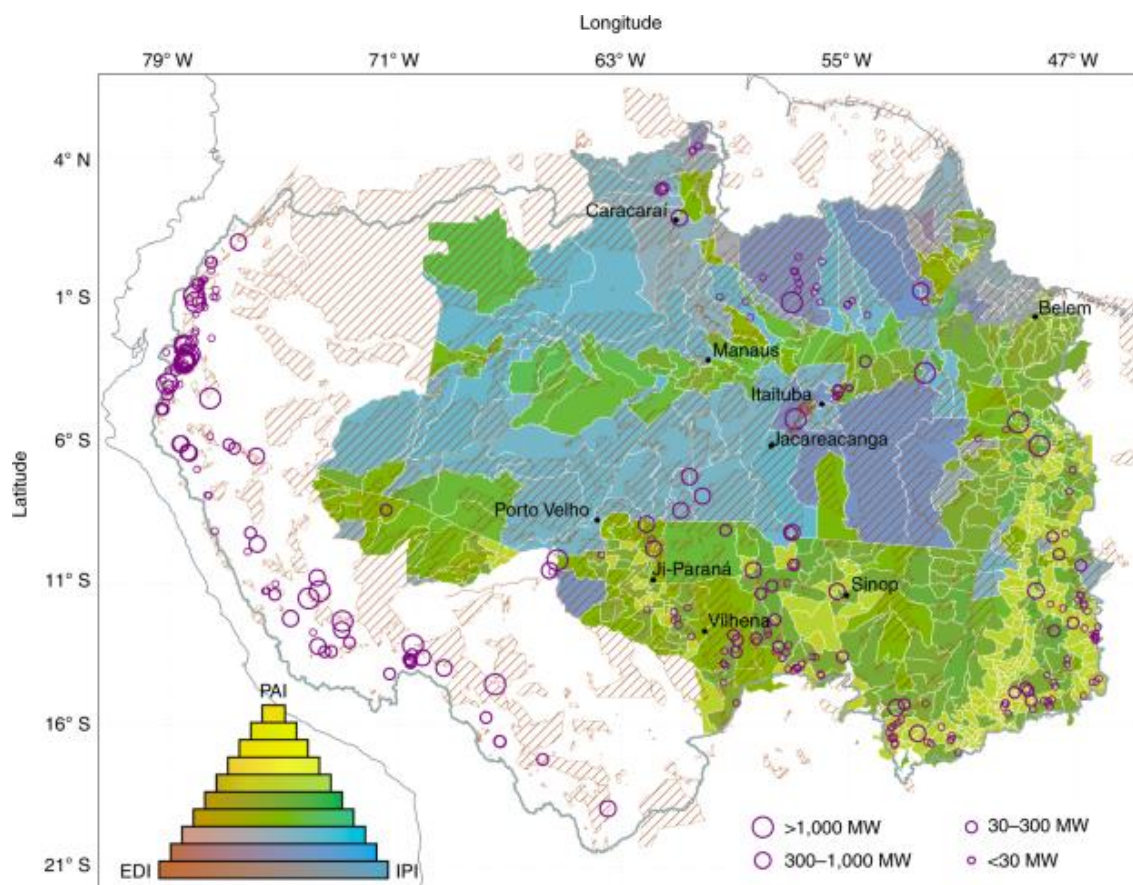 Longitude
79° W
71° W
63° W
55° W
47° W
Latitude
4° N
1° S
6° S
11° S
16° S
21° S
Caracaraí
Belem
Manaus
Itaituba
Jacareacanga
Porto Velho
Ji-Paraná
Sinop
Vilhena
PAI
EDI
IPI
>1,000 MW
30–300 MW
300–1,000 MW
<30 MW